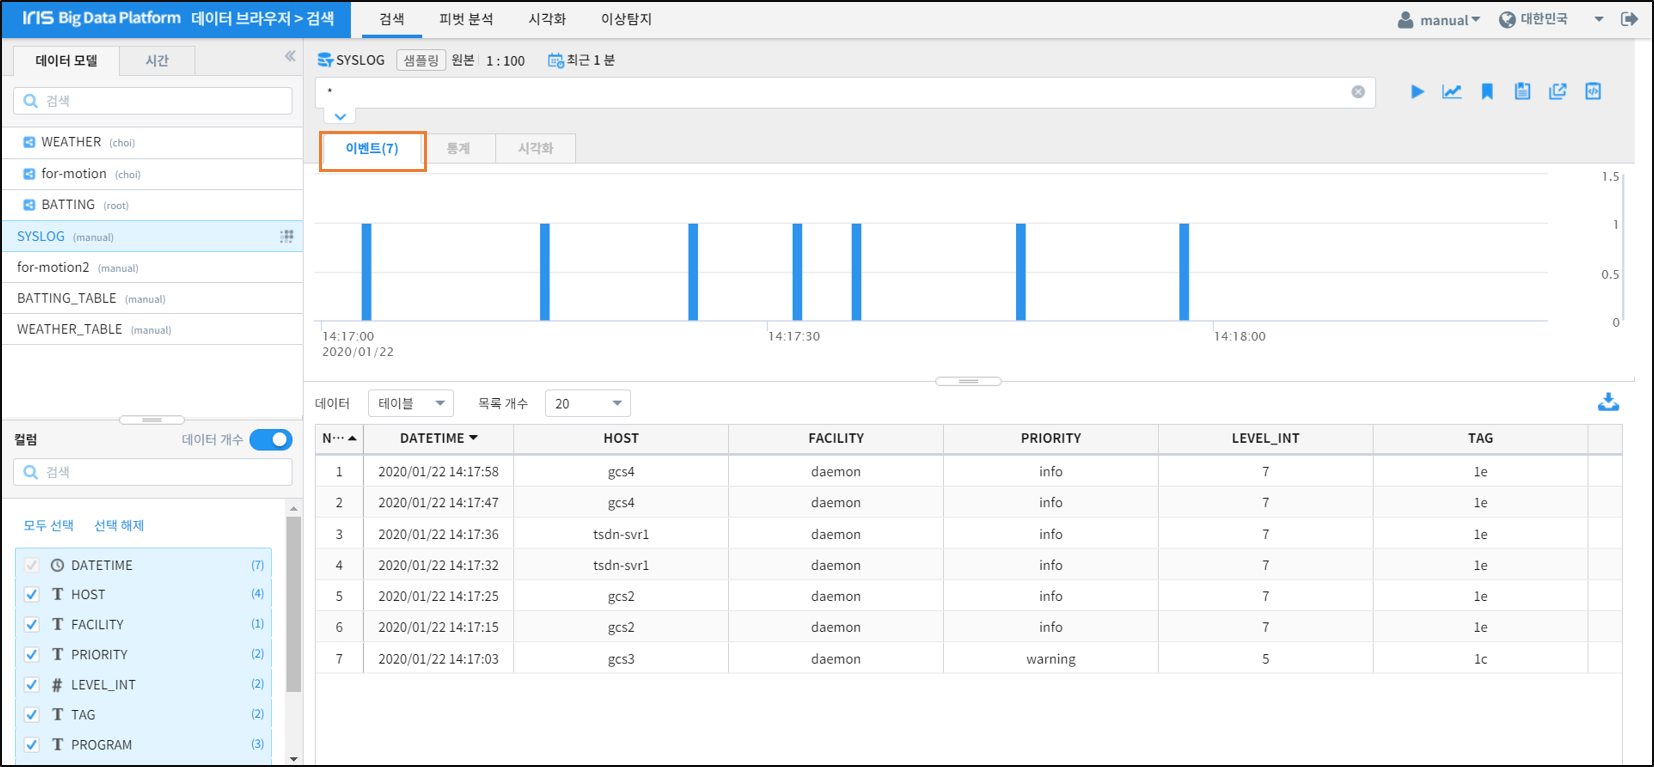 IRIS Big Data Platform 데이터 브라우저 > 검색
검색 피벗 분석 시각화 이상탐지
manual 대한민국
데이터 모델 시간
검색
WEATHER (choi)
for-motion (choi)
BATTING (root)
SYSLOG (manual)
for-motion2 (manual)
BATTING_TABLE (manual)
WEATHER_TABLE (manual)
컬럼 데이터 개수
검색
모두 선택 선택 해제
DATETIME (7)
HOST (4)
FACILITY (1)
PRIORITY (2)
LEVEL_INT (2)
TAG (2)
PROGRAM (3)
SYSLOG 샘플링 원본 1 : 100 최근 1 분
*
이벤트(7) 통계 시각화
1.5
1
0.5
0
14:17:00 14:17:30 14:18:00
2020/01/22
데이터 테이블 목록 개수 20
N··· DATETIME HOST FACILITY PRIORITY LEVEL_INT TAG
1 2020/01/22 14:17:58 gcs4 daemon info 7 1e
2 2020/01/22 14:17:47 gcs4 daemon info 7 1e
3 2020/01/22 14:17:36 tsdn-svr1 daemon info 7 1e
4 2020/01/22 14:17:32 tsdn-svr1 daemon info 7 1e
5 2020/01/22 14:17:25 gcs2 daemon info 7 1e
6 2020/01/22 14:17:15 gcs2 daemon info 7 1e
7 2020/01/22 14:17:03 gcs3 daemon warning 5 1c